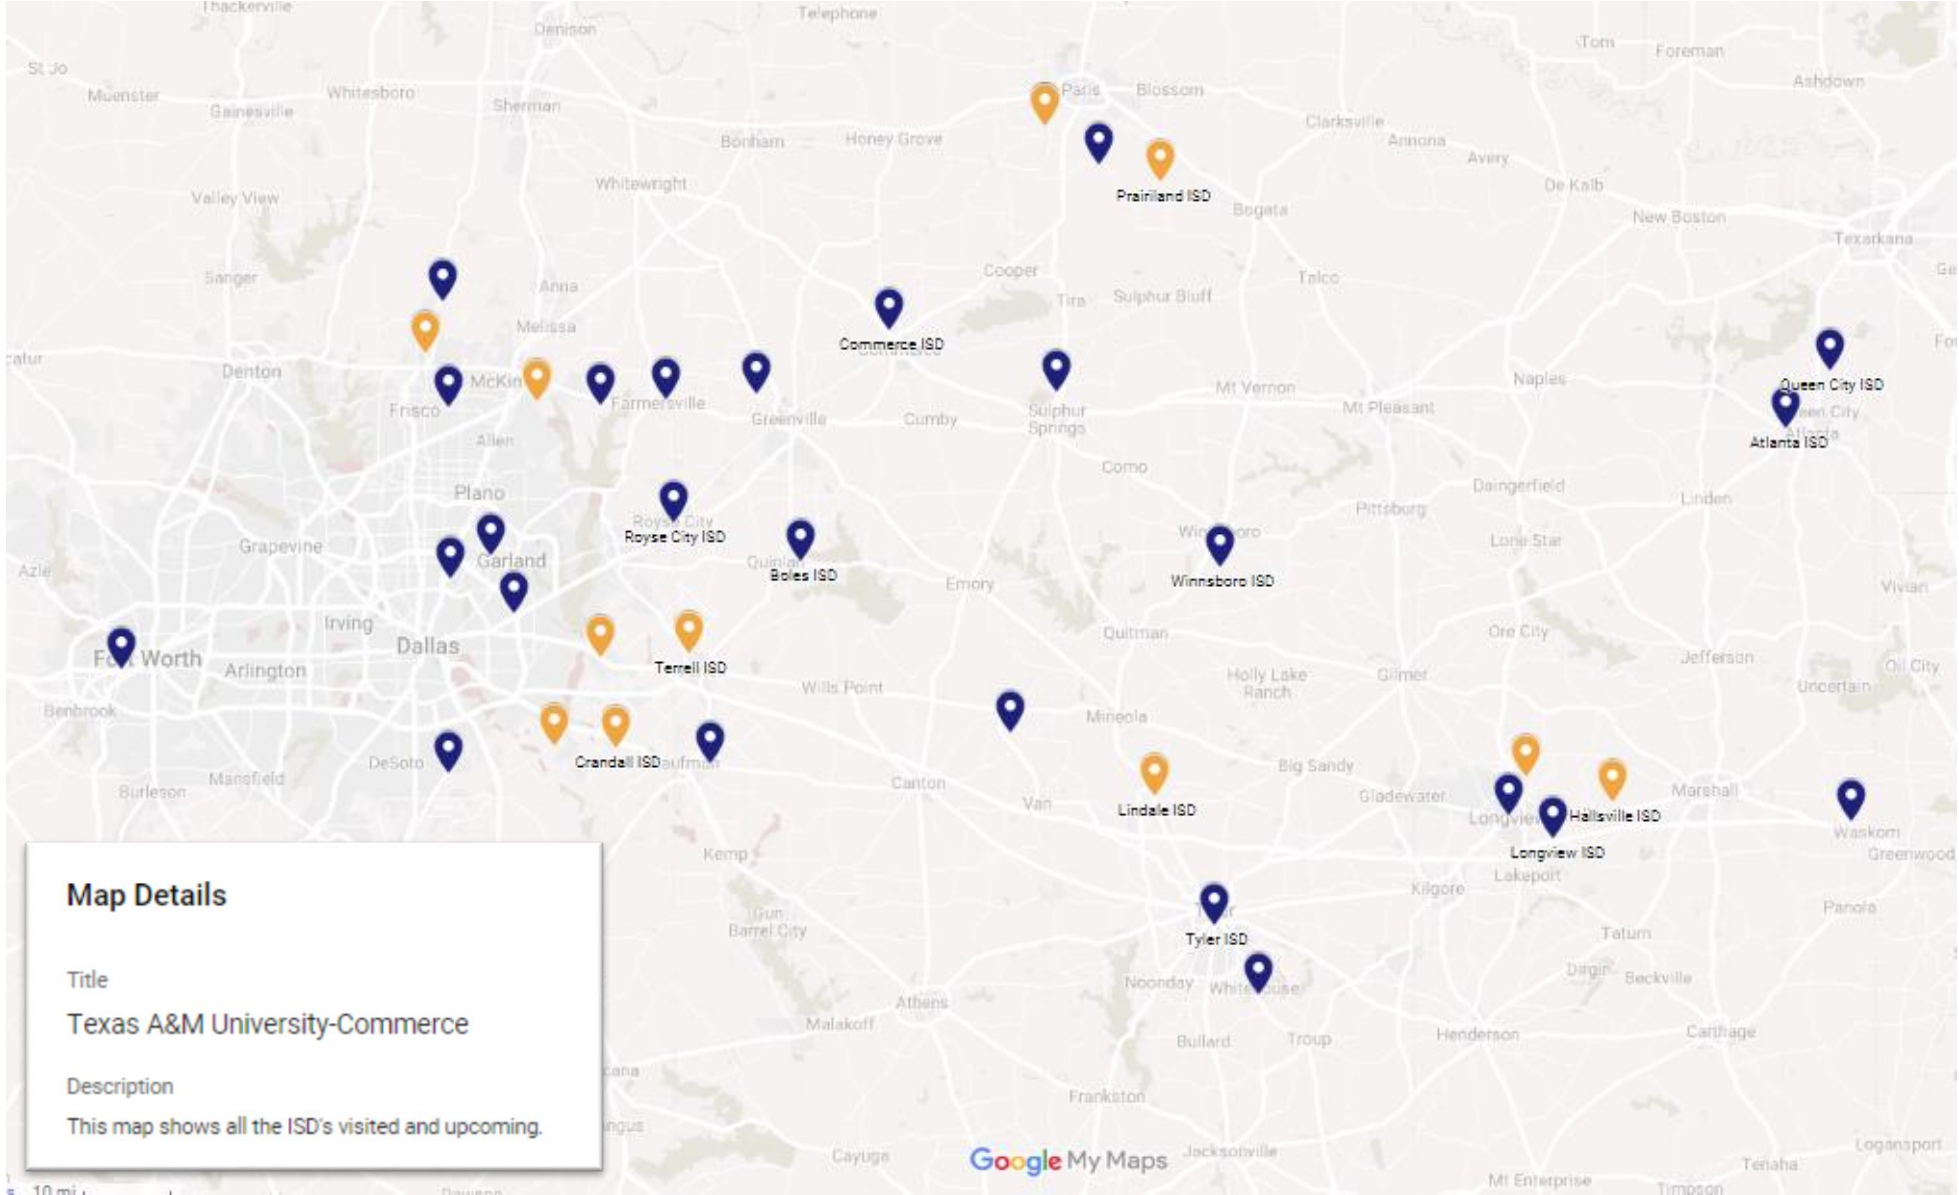 Thackerville
Telephone
Denison
Tom
Foreman
St Jo
Ashdown
Muenster
Whitesboro
Paris
Blossom
Gainesville
Sherman
Clarksville
Bonham
Honey Grove
Annona
Avery
Whitewright
De Kalb
Valley View
Prairiland ISD
Bogata
New Boston
Texarkana
Sanger
Anna
Cooper
Talco
Tira
Sulphur Bluff
Melissa
Commerce ISD
Denton
McKin
Queen City ISD
Naples
Mt Vernon
Frisco
Farmersville
Sulphur
Springs
Mt Pleasant
een City
Greenville
Cumby
Allen
Atlanta ISD
Como
Plano
Daingerfield
Linden
Pittsburg
Royse City
Royse City ISD
Grapevine
Garland
Quinlan
Boles ISD
Lone Star
Azle
Emory
Winnsboro ISD
Vivian
Irving
Dallas
Quitman
Ore City
Fort Worth
Arlington
Terrell ISD
Jefferson
Oil City
Wills Point
Holly Lake
Ranch
Gilmer
Uncertain
Benbrook
Mineola
DeSoto
Crandall ISD
aufman
Big Sandy
Mansfield
Canton
Burleson
Van
Lindale ISD
Gladewater
Marshall
Longview
Hallsville ISD
Waskom
Kemp
Longview ISD
Greenwood
Lakeport
Kilgore
Map Details
Gun
Barrel City
Panola
Tyler ISD
Tatum
Title
Noonday
Whitehouse
Beckville
Athens
Texas A&M University-Commerce
Malakoff
Bullard
Troup
Henderson
Carthage
Description
Frankston
This map shows all the ISD's visited and upcoming.
Cayuga
Google My Maps
Jacksonville
Logansport
Tenaha
Mt Enterprise
Timpson
10 mi